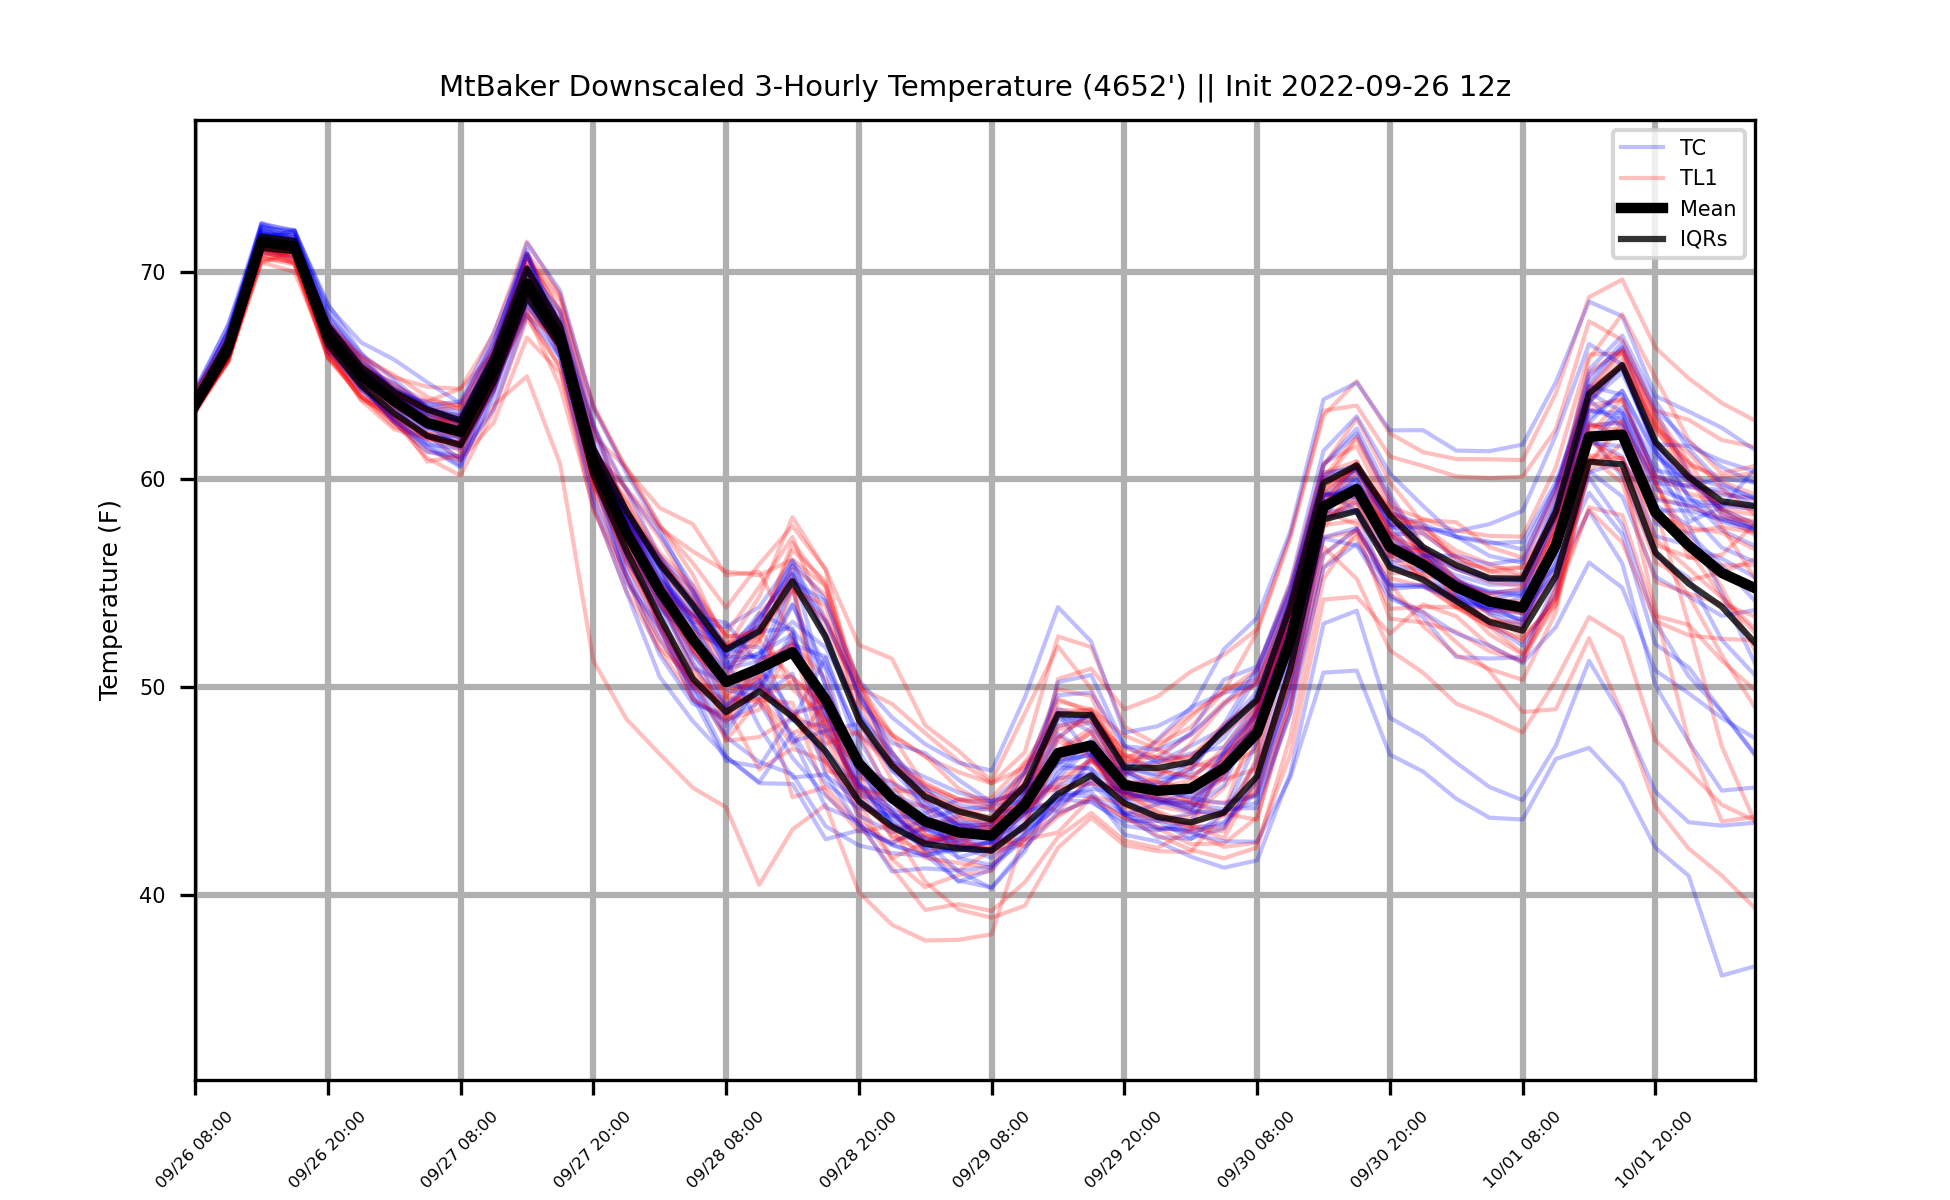 MtBaker Downscaled 3-Hourly Temperature (4652') || Init 2022-09-26 12z
TC
TL1
Mean
IQRs
Temperature (F)
70
60
50
40
09/26 08:00
09/26 20:00
09/27 08:00
09/27 20:00
09/28 08:00
09/28 20:00
09/29 08:00
09/29 20:00
09/30 08:00
09/30 20:00
10/01 08:00
10/01 20:00